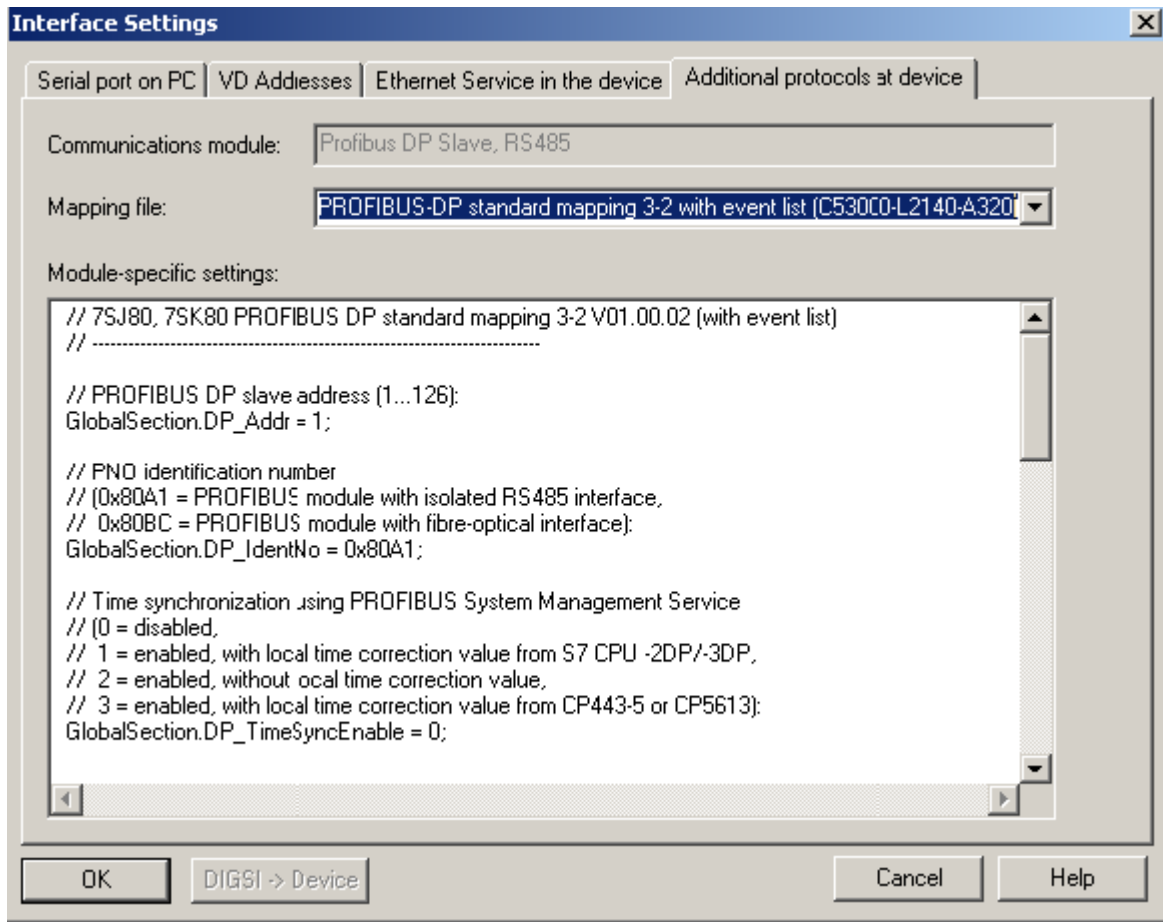 Interface Settings
Serial port on PC
VD Addresses
Ethernet Service in the device
Additional protocols at device
Communications module:
Profibus DP Slave, RS485
Mapping file:
PROFIBUS-DP standard mapping 3-2 with event list (C53000-L2140-A320
Module-specific settings:
// 7SJ80, 7SK80 PROFIBUS DP standard mapping 3-2 V01.00.02 (with event list)
// ---------------------------------------------------------------------------
// PROFIBUS DP slave address (1...126):
GlobalSection.DP_Addr = 1;
// PNO identification number
// (0x80A1 = PROFIBUS module with isolated RS485 interface,
// 0x80BC = PROFIBUS module with fibre-optical interface):
GlobalSection.DP_IdentNo = 0x80A1;
// Time synchronization using PROFIBUS System Management Service
// (0 = disabled,
// 1 = enabled, with local time correction value from S7 CPU -2DP/-3DP,
// 2 = enabled, without local time correction value,
// 3 = enabled, with local time correction value from CP443-5 or CP5613):
GlobalSection.DP_TimeSyncEnable = 0;
OK
DIGSI -> Device
Cancel
Help